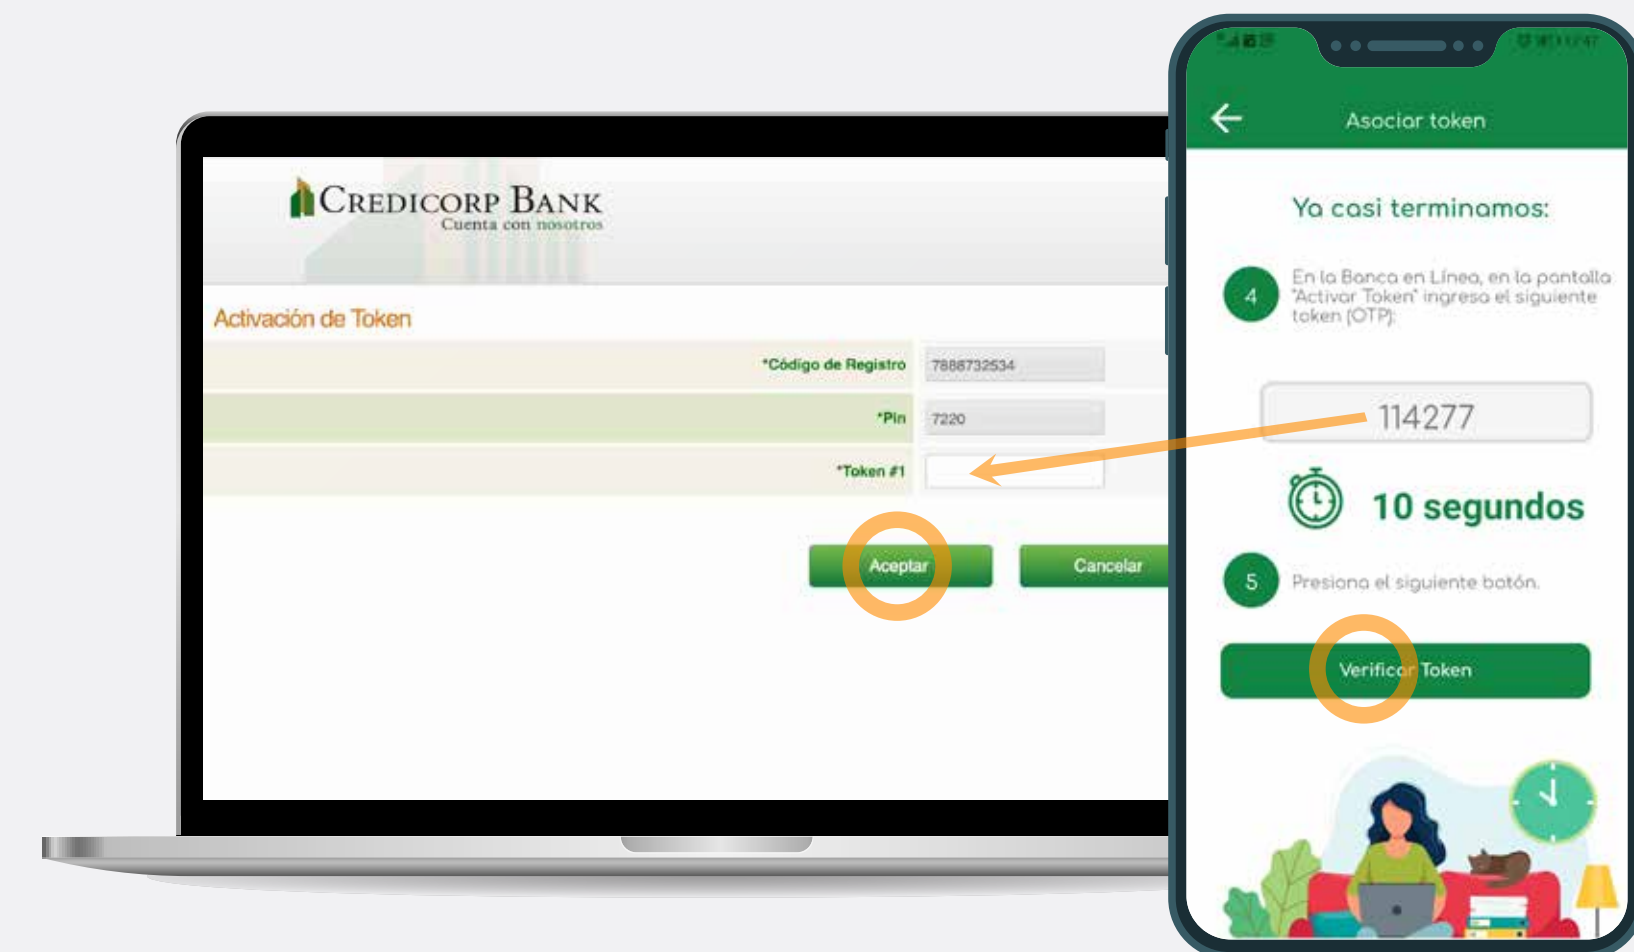 CREDICORP BANK
Cuenta con nosotros
Activación de Token
*Código de Registro
7888732534
*Pin
7220
*Token #1
Aceptar
Cancelar
Asociar token
Ya casi terminamos:
4
En la Banca en Línea, en la pantalla
"Activar Token" ingresa el siguiente
token (OTP):
114277
10 segundos
5
Presiona el siguiente botón.
Verificar Token